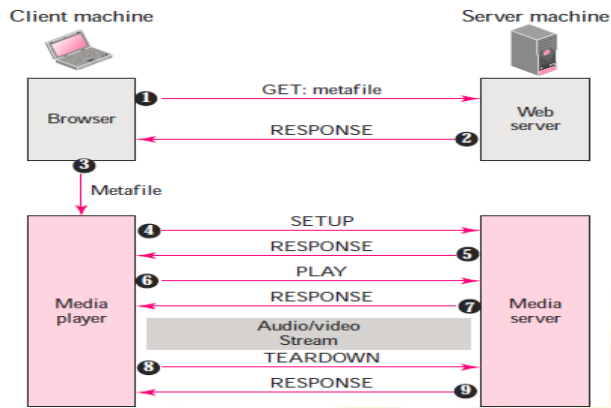 Client machine
Server machine
1
GET: metafile
Browser
Web
server
RESPONSE
2
3
Metafile
SETUP
4
RESPONSE
5
PLAY
6
RESPONSE
7
Media
player
Media
server
Audio/video
Stream
TEARDOWN
8
RESPONSE
9